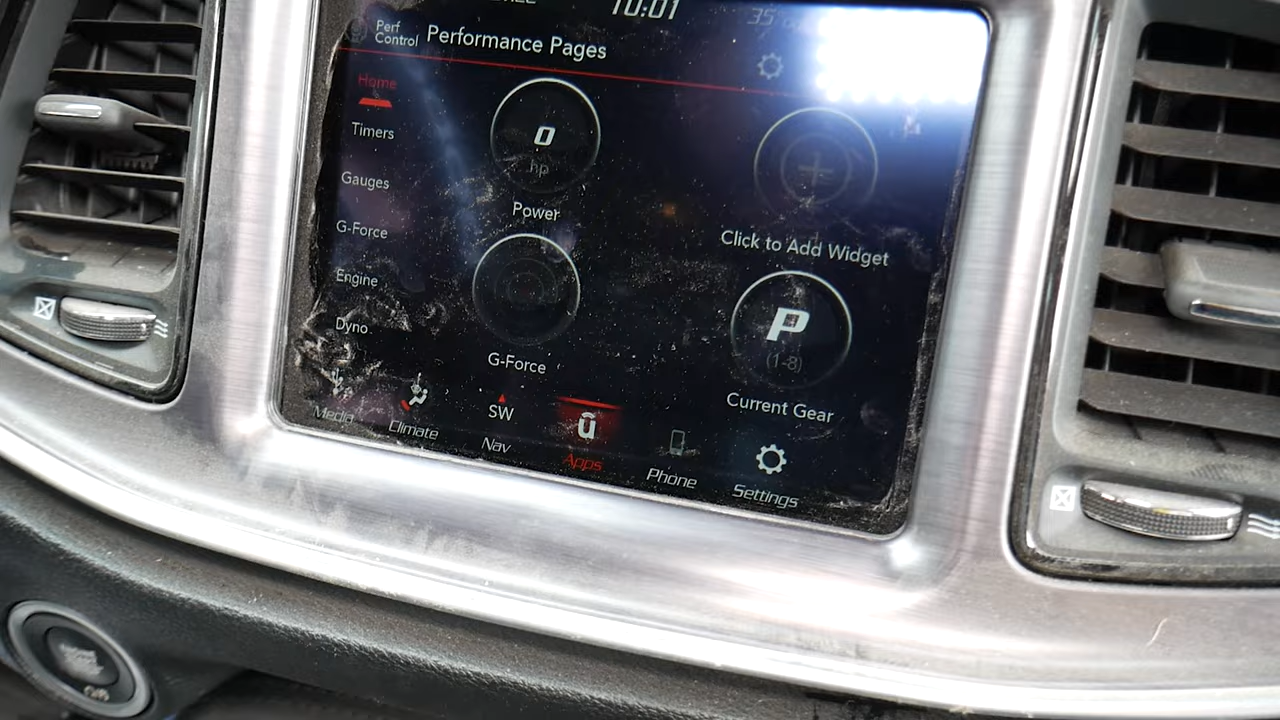 10:01
Perf
Control
Performance Pages
Home
Timers
Gauges
G-Force
Engine
Dyno
0
hp
Power
Click to Add Widget
G-Force
P
(1-8)
Current Gear
Media
Climate
SW
Nav
Apps
Phone
Settings